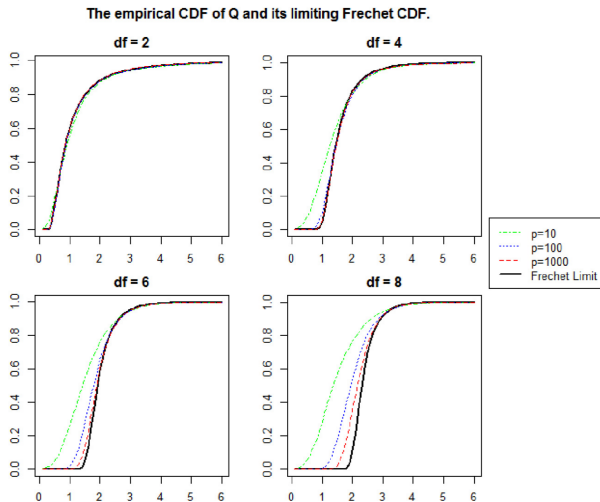 The empirical CDF of Q and its limiting Frechet CDF.
df = 2
df = 4
0.0 0.2 0.4 0.6 0.8 1.0
0 1 2 3 4 5 6
0.0 0.2 0.4 0.6 0.8 1.0
0 1 2 3 4 5 6
p=10
p=100
p=1000
Frechet Limit
df = 6
df = 8
0.0 0.2 0.4 0.6 0.8 1.0
0 1 2 3 4 5 6
0.0 0.2 0.4 0.6 0.8 1.0
0 1 2 3 4 5 6